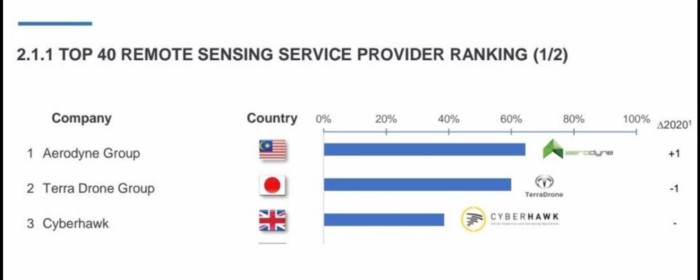 2.1.1 TOP 40 REMOTE SENSING SERVICE PROVIDER RANKING (1/2)
Company Country 0% 20% 40% 60% 80% 100% Δ2020¹
1 Aerodyne Group aerodyne +1
2 Terra Drone Group TerraDrone -1
3 Cyberhawk CYBERHAWK -